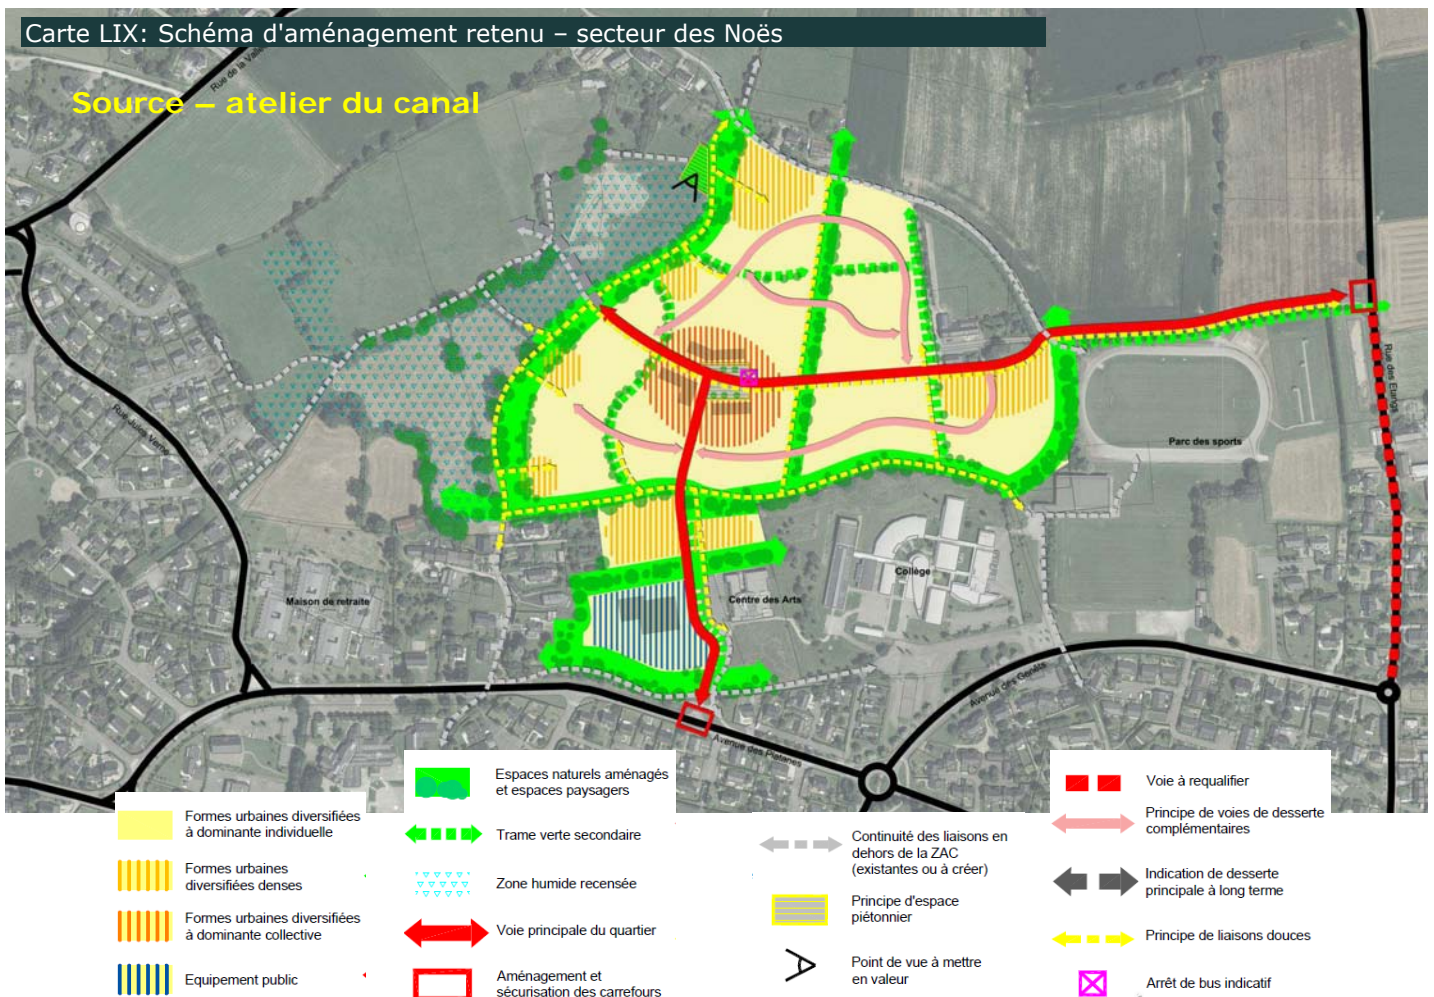 Carte LIX: Schéma d'aménagement retenu – secteur des Noës
Source – atelier du canal
Rue de la
Rue Jules Verne
Rue des Etangs
Parc des sports
Collège
Maison de retraite
Centre des Arts
Avenue des Genêts
Avenue des Platanes
Formes urbaines diversifiées
à dominante individuelle
Formes urbaines
diversifiées denses
Formes urbaines diversifiées
à dominante collective
Equipement public
Espaces naturels aménagés
et espaces paysagers
Trame verte secondaire
Zone humide recensée
Voie principale du quartier
Aménagement et
sécurisation des carrefours
Continuité des liaisons en
dehors de la ZAC
(existantes ou à créer)
Principe d'espace
piétonnier
Point de vue à mettre
en valeur
Voie à requalifier
Principe de voies de desserte
complémentaires
Indication de desserte
principale à long terme
Principe de liaisons douces
Arrêt de bus indicatif